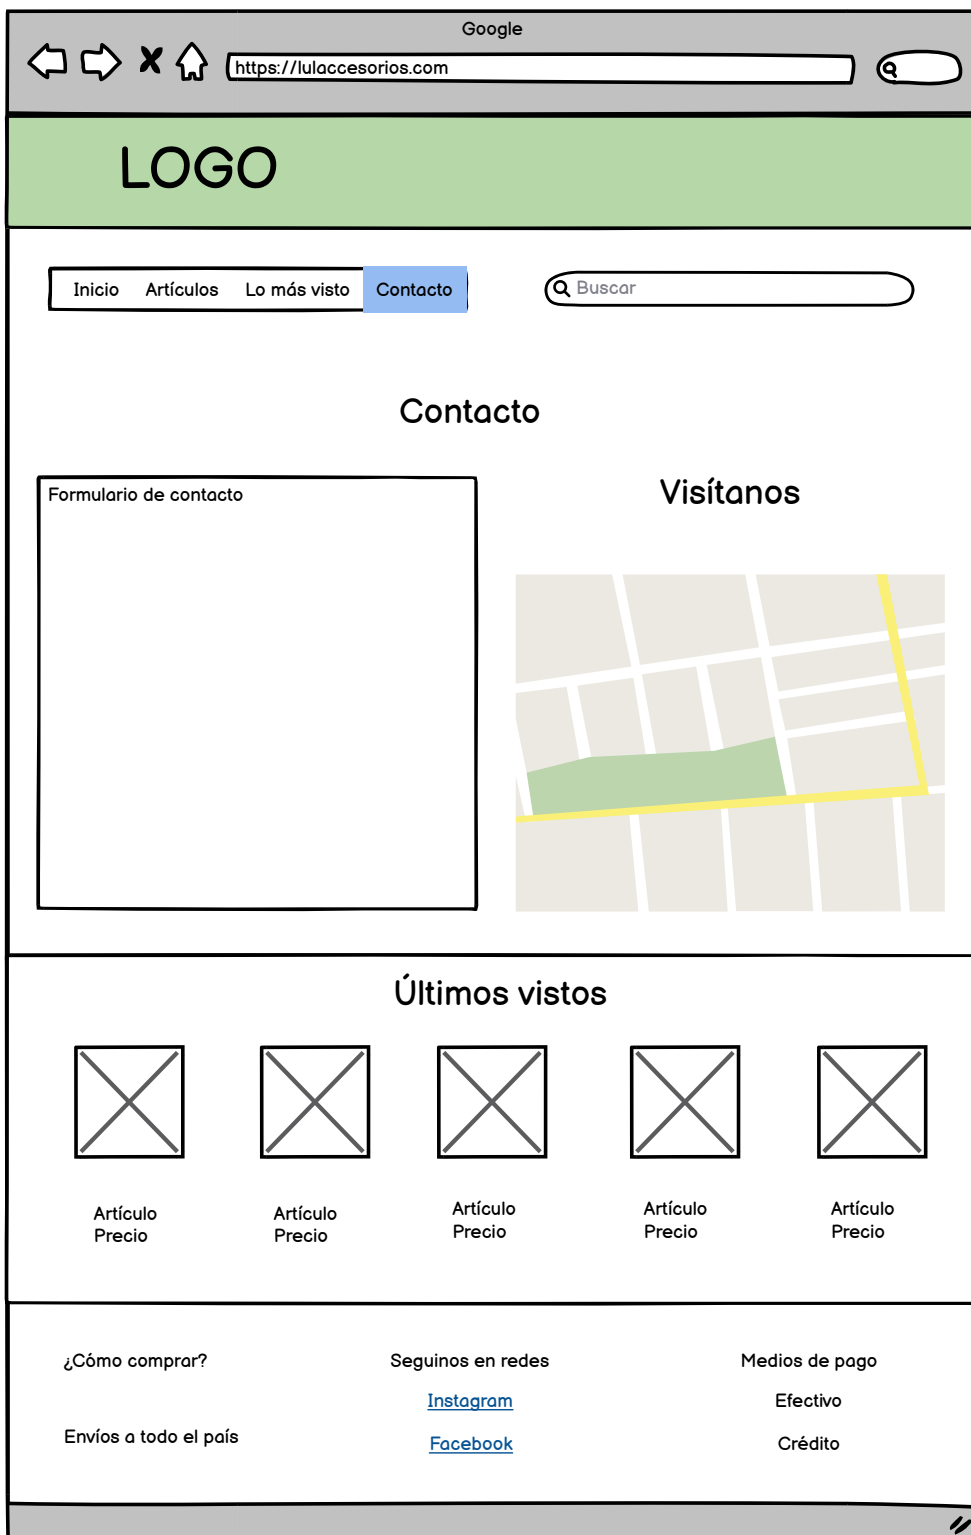 Google
https://lulaccesorios.com
LOGO
Inicio Artículos Lo más visto Contacto
Buscar
Contacto
Formulario de contacto
Visítanos
Últimos vistos
Artículo
Precio
Artículo
Precio
Artículo
Precio
Artículo
Precio
Artículo
Precio
¿Cómo comprar?
Envíos a todo el país
Seguinos en redes
Instagram
Facebook
Medios de pago
Efectivo
Crédito